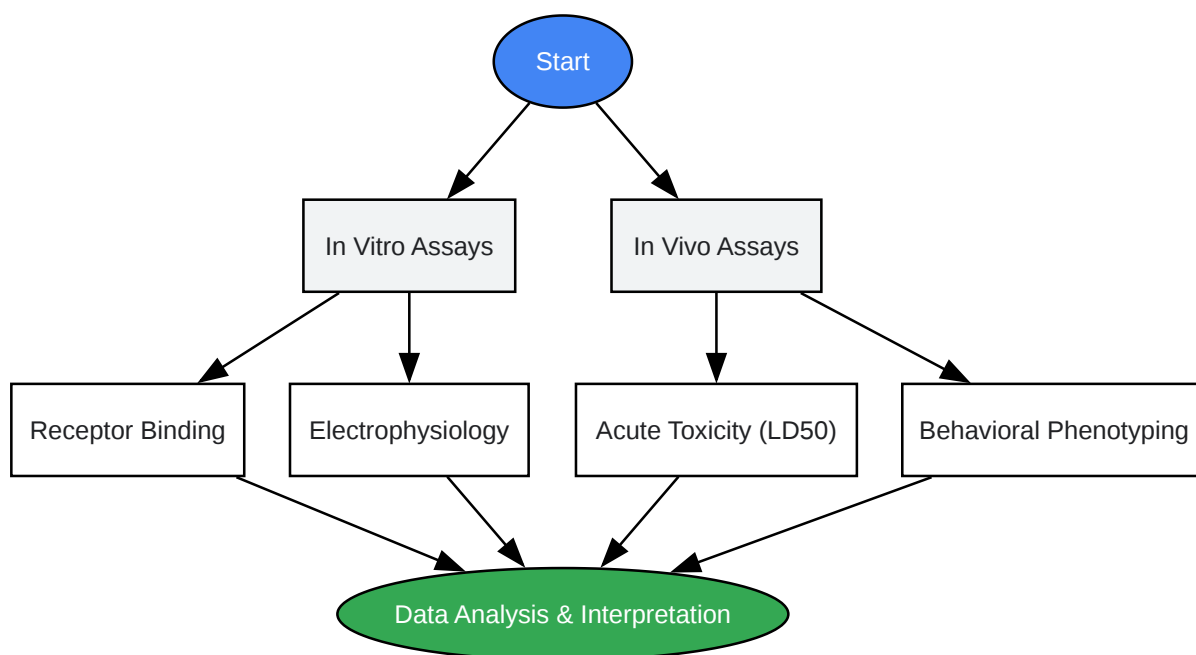 Start
In Vitro Assays
In Vivo Assays
Receptor Binding
Electrophysiology
Acute Toxicity (LD50)
Behavioral Phenotyping
Data Analysis & Interpretation